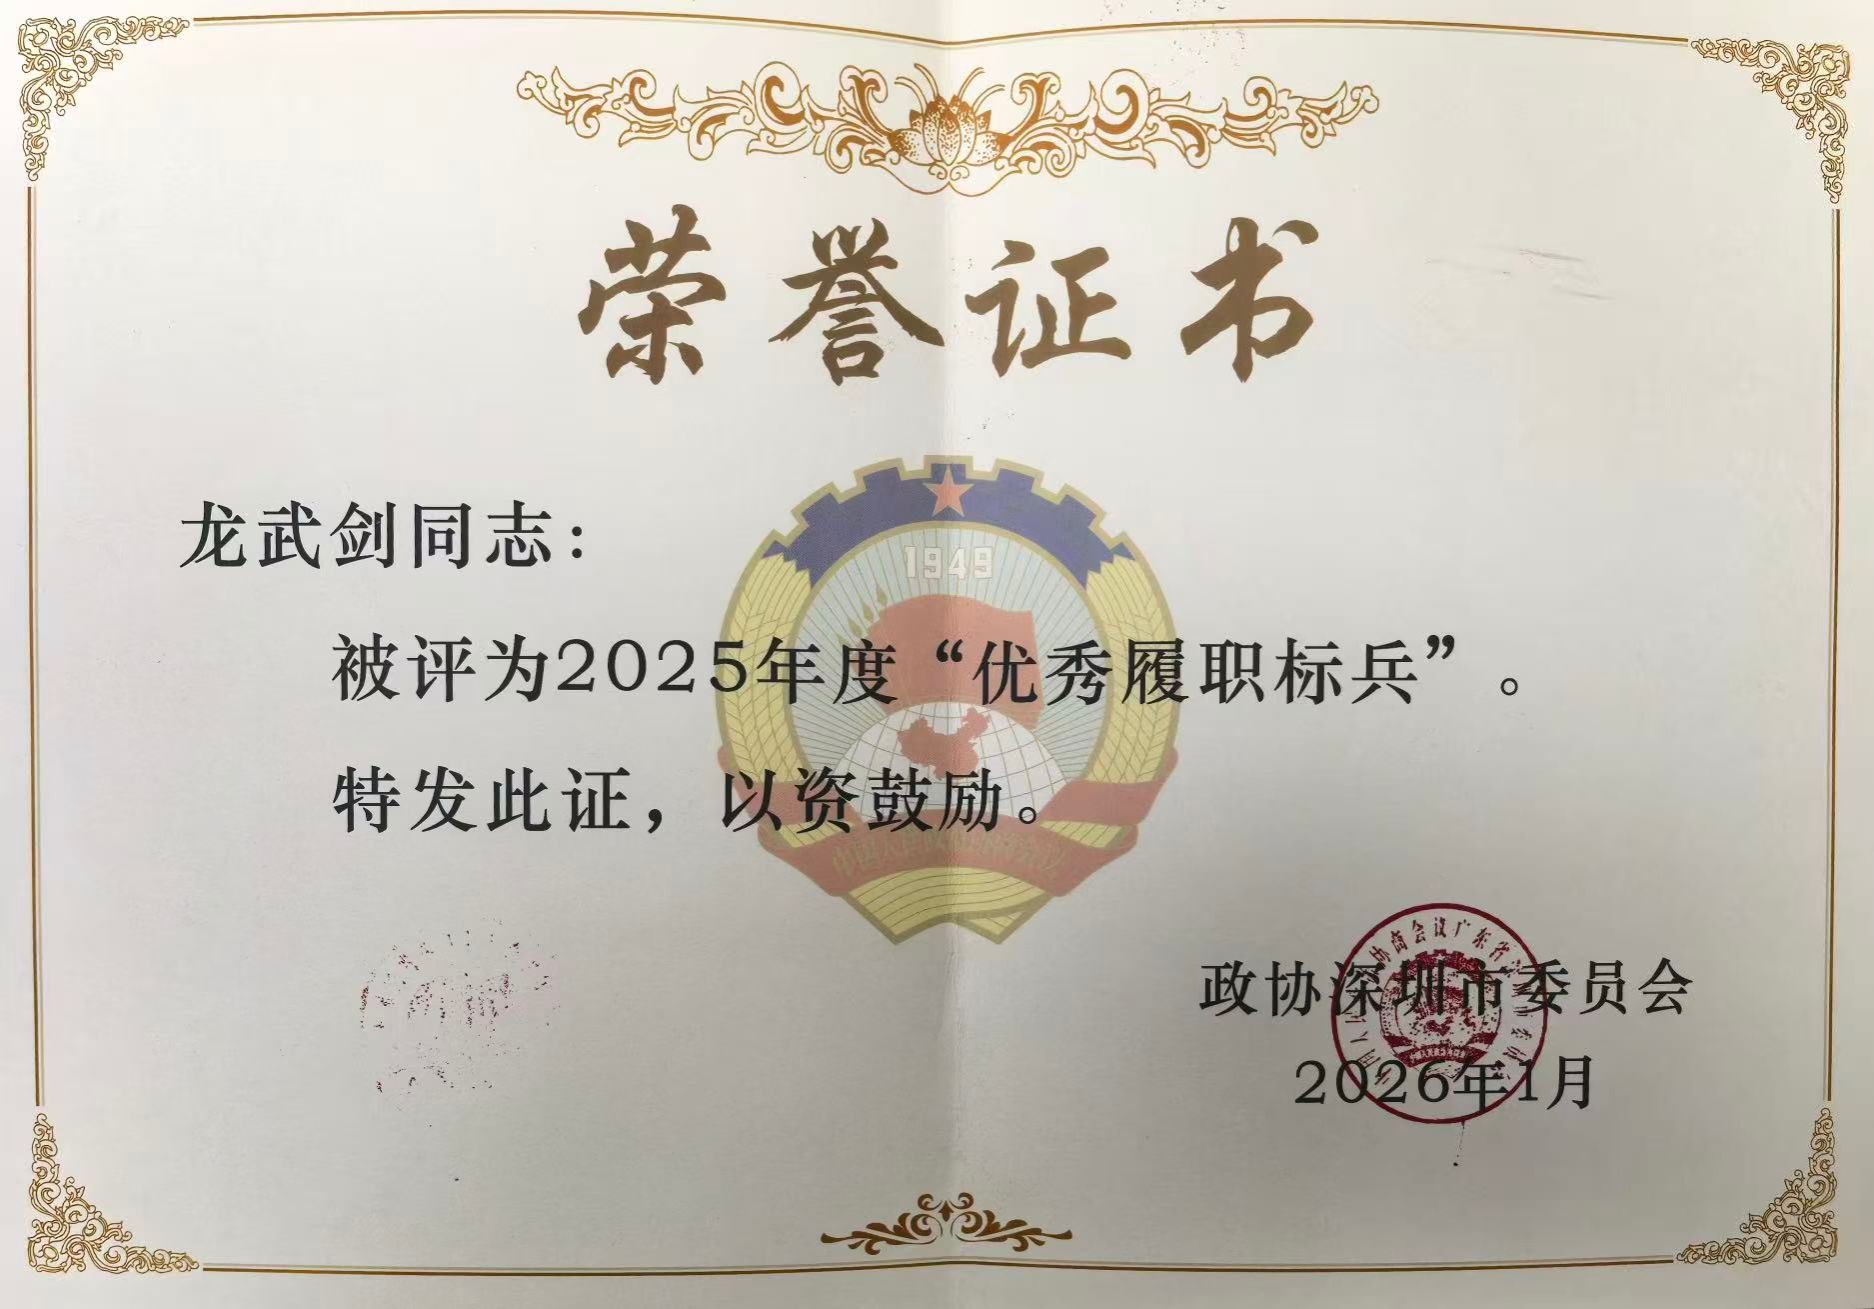 荣誉证书
1949
龙武剑同志：
被评为2025年度“优秀履职标兵”。
特发此证，以资鼓励。
政协深圳市委员会
2026年1月